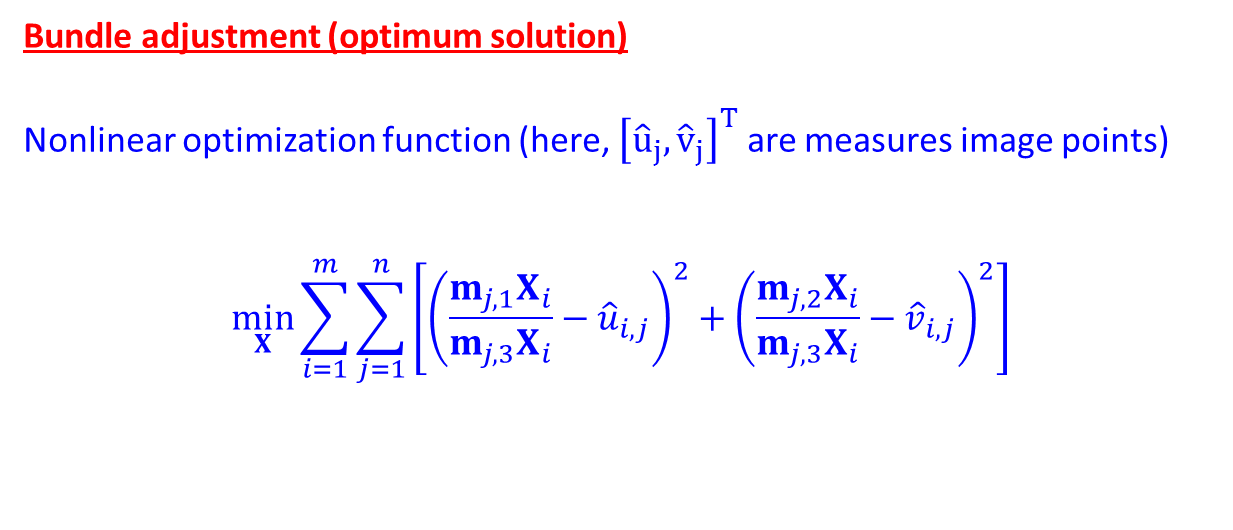 Bundle adjustment (optimum solution)
Nonlinear optimization function (here, [û_j, v̂_j]^T are measures image points)
min_X ∑_{i=1}^{m} ∑_{j=1}^{n} [ ( m_{j,1}X_i / m_{j,3}X_i − û_{i,j} )^2 + ( m_{j,2}X_i / m_{j,3}X_i − v̂_{i,j} )^2 ]